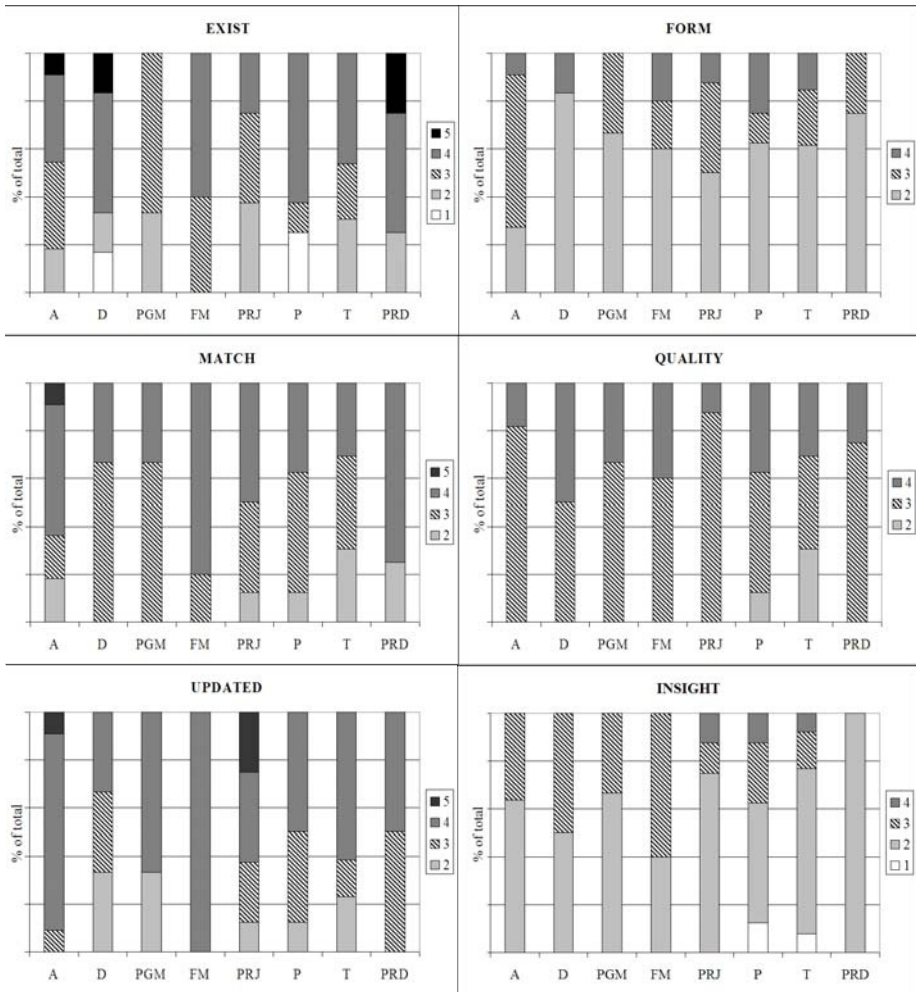 EXIST
% of total
5
4
3
2
1
A D PGM FM PRJ P T PRD
FORM
% of total
4
3
2
A D PGM FM PRJ P T PRD
MATCH
% of total
5
4
3
2
A D PGM FM PRJ P T PRD
QUALITY
% of total
4
3
2
A D PGM FM PRJ P T PRD
UPDATED
% of total
5
4
3
2
A D PGM FM PRJ P T PRD
INSIGHT
% of total
4
3
2
1
A D PGM FM PRJ P T PRD